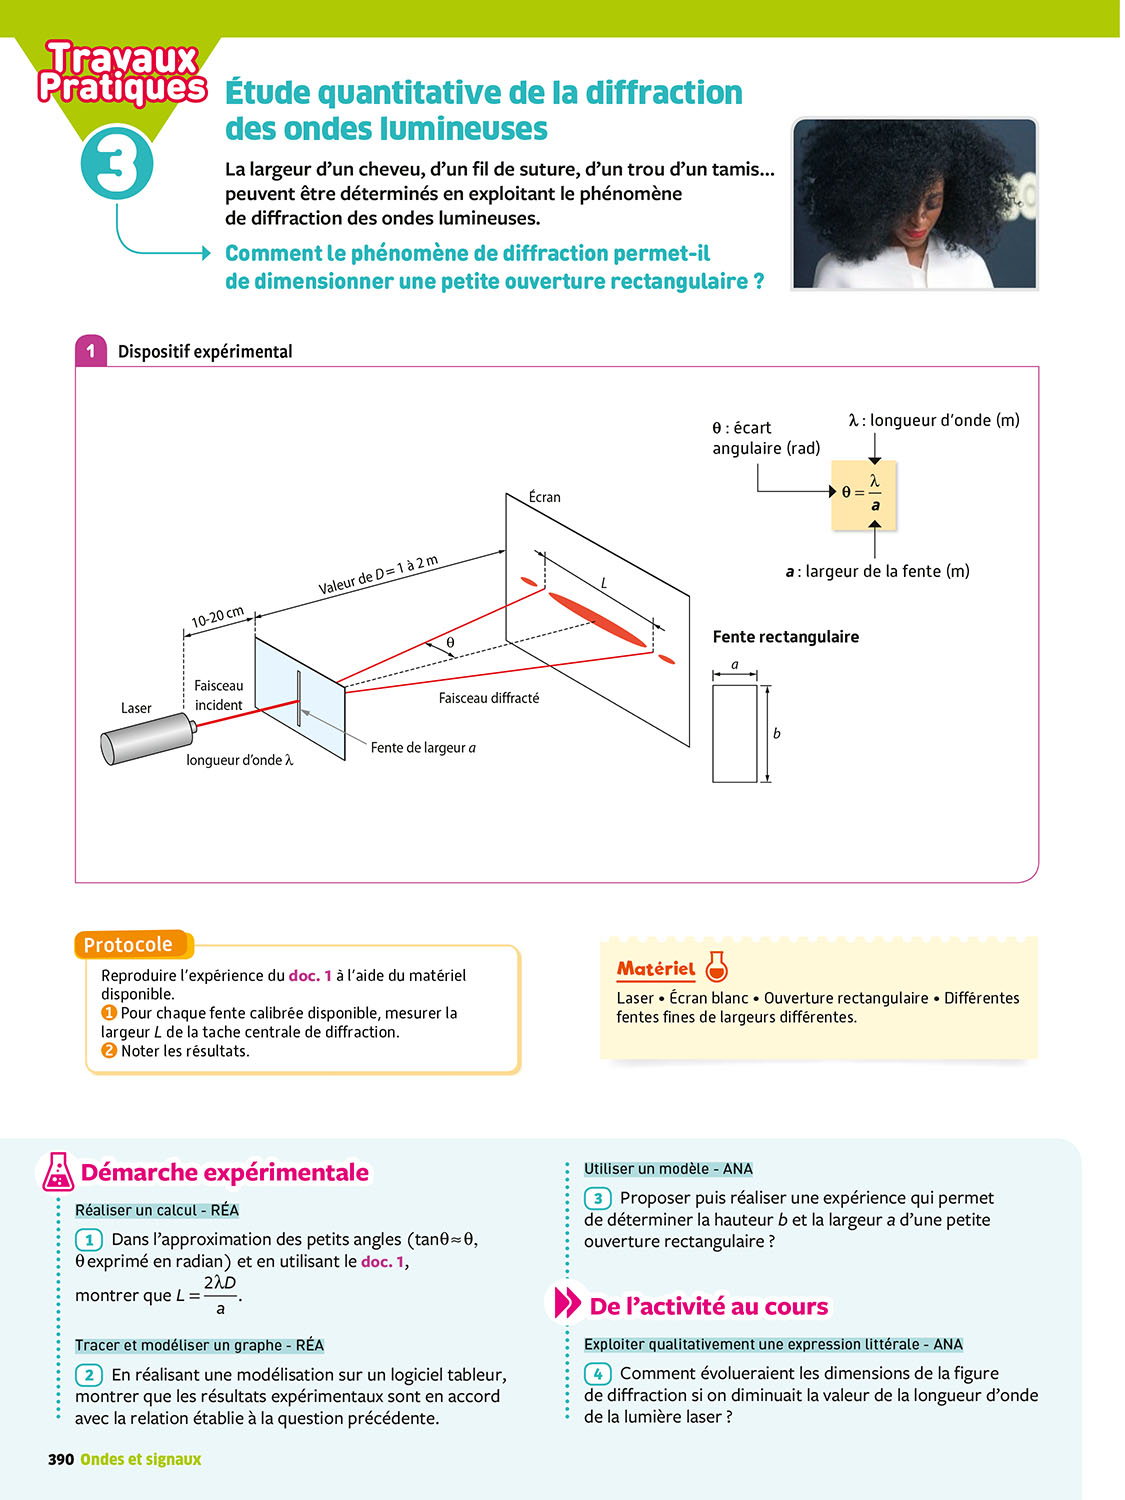 Travaux
Pratiques
3
Étude quantitative de la diffraction
des ondes lumineuses
La largeur d’un cheveu, d’un fil de suture, d’un trou d’un tamis...
peuvent être déterminés en exploitant le phénomène
de diffraction des ondes lumineuses.
Comment le phénomène de diffraction permet-il
de dimensionner une petite ouverture rectangulaire ?
1 Dispositif expérimental
θ : écart
angulaire (rad)
λ : longueur d’onde (m)
θ = λ/a
a : largeur de la fente (m)
Écran
Valeur de D = 1 à 2 m
L
10-20 cm
θ
Fente rectangulaire
a
b
Faisceau
incident
Laser
Faisceau diffracté
Fente de largeur a
longueur d’onde λ
Protocole
Reproduire l’expérience du doc. 1 à l’aide du matériel
disponible.
1 Pour chaque fente calibrée disponible, mesurer la
largeur L de la tache centrale de diffraction.
2 Noter les résultats.
Matériel
Laser • Écran blanc • Ouverture rectangulaire • Différentes
fentes fines de largeurs différentes.
Démarche expérimentale
Réaliser un calcul - RÉA
1 Dans l’approximation des petits angles (tanθ≈θ,
θ exprimé en radian) et en utilisant le doc. 1,
montrer que L = 2λD/a.
Tracer et modéliser un graphe - RÉA
2 En réalisant une modélisation sur un logiciel tableur,
montrer que les résultats expérimentaux sont en accord
avec la relation établie à la question précédente.
Utiliser un modèle - ANA
3 Proposer puis réaliser une expérience qui permet
de déterminer la hauteur b et la largeur a d’une petite
ouverture rectangulaire ?
De l’activité au cours
Exploiter qualitativement une expression littérale - ANA
4 Comment évolueraient les dimensions de la figure
de diffraction si on diminuait la valeur de la longueur d’onde
de la lumière laser ?
390 Ondes et signaux